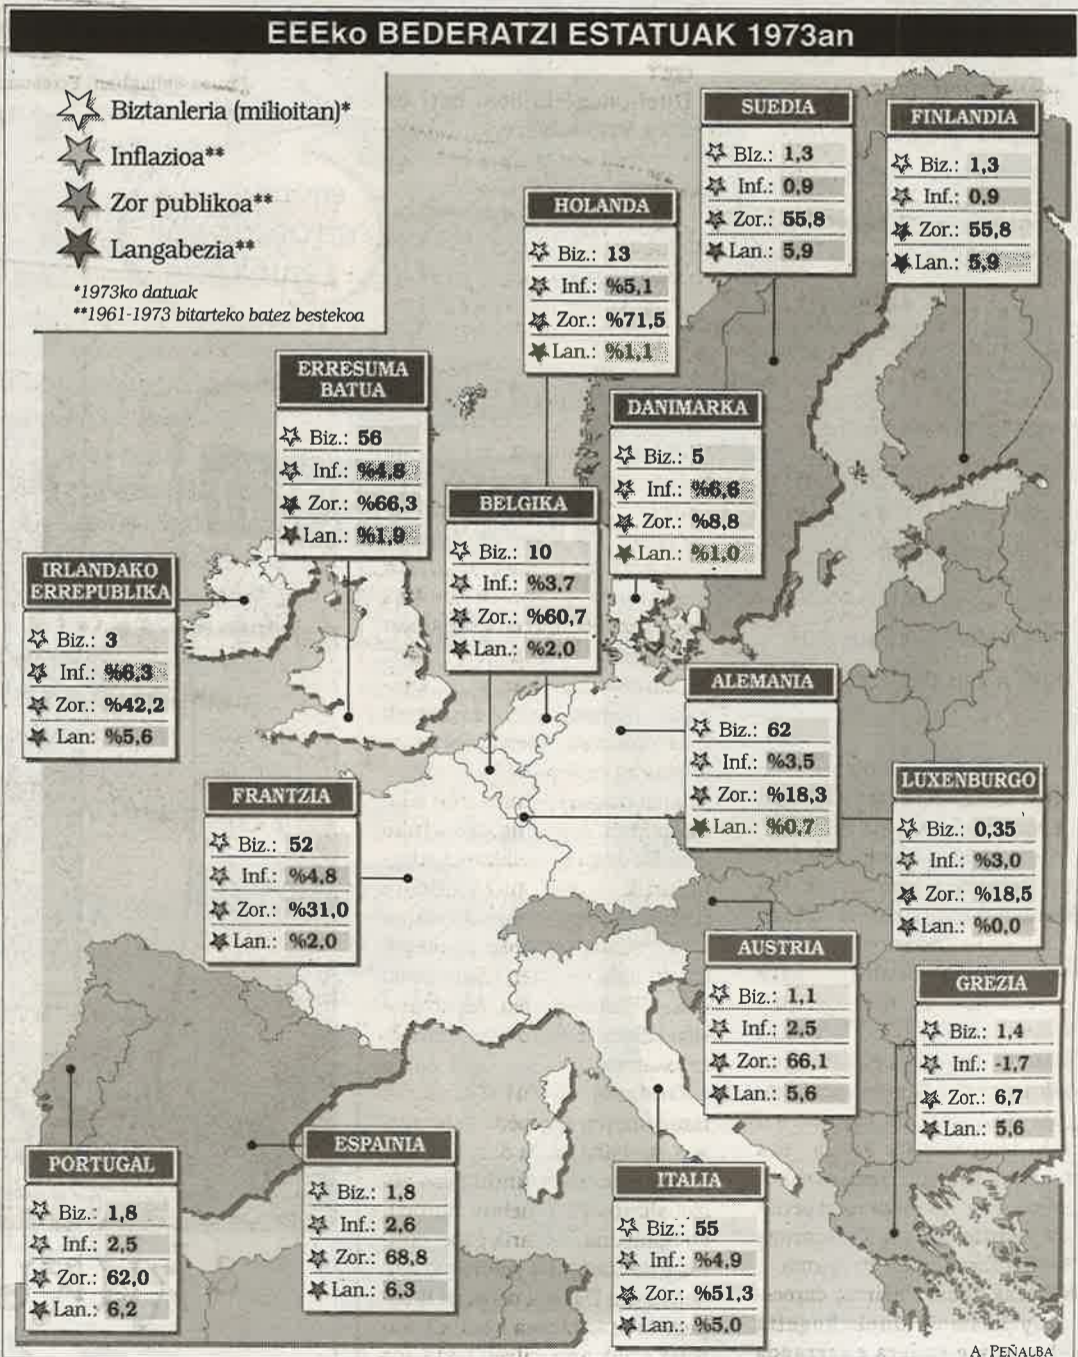 EEEko BEDERATZI ESTATUAK 1973an
Biztanleria (milioitan)*
Inflazioa**
Zor publikoa**
Langabezia**
*1973ko datuak
**1961-1973 bitarteko batez bestekoa
SUEDIA
Biz.: 1,3
Inf.: 0,9
Zor.: 55,8
Lan.: 5,9
FINLANDIA
Biz.: 1,3
Inf.: 0,9
Zor.: 55,8
Lan.: 5,9
HOLANDA
Biz.: 13
Inf.: %5,1
Zor.: %71,5
Lan.: %1,1
ERRESUMA
BATUA
Biz.: 56
Inf.: %4,8
Zor.: %66,3
Lan.: %1,9
DANIMARKA
Biz.: 5
Inf.: %6,6
Zor.: %8,8
Lan.: %1,0
BELGIKA
Biz.: 10
Inf.: %3,7
Zor.: %60,7
Lan.: %2,0
IRLANDAKO
ERREPUBLIKA
Biz.: 3
Inf.: %6,3
Zor.: %42,2
Lan: %5,6
ALEMANIA
Biz.: 62
Inf.: %3,5
Zor.: %18,3
Lan.: %0,7
LUXENBURGO
Biz.: 0,35
Inf.: %3,0
Zor.: %18,5
Lan.: %0,0
FRANTZIA
Biz.: 52
Inf.: %4,8
Zor.: %31,0
Lan.: %2,0
AUSTRIA
Biz.: 1,1
Inf.: 2,5
Zor.: 66,1
Lan.: 5,6
GREZIA
Biz.: 1,4
Inf.: -1,7
Zor.: 6,7
Lan.: 5,6
PORTUGAL
Biz.: 1,8
Inf.: 2,5
Zor.: 62,0
Lan.: 6,2
ESPAINIA
Biz.: 1,8
Inf.: 2,6
Zor.: 68,8
Lan.: 6,3
ITALIA
Biz.: 55
Inf.: %4,9
Zor.: %51,3
Lan.: %5,0
A. PEÑALBA